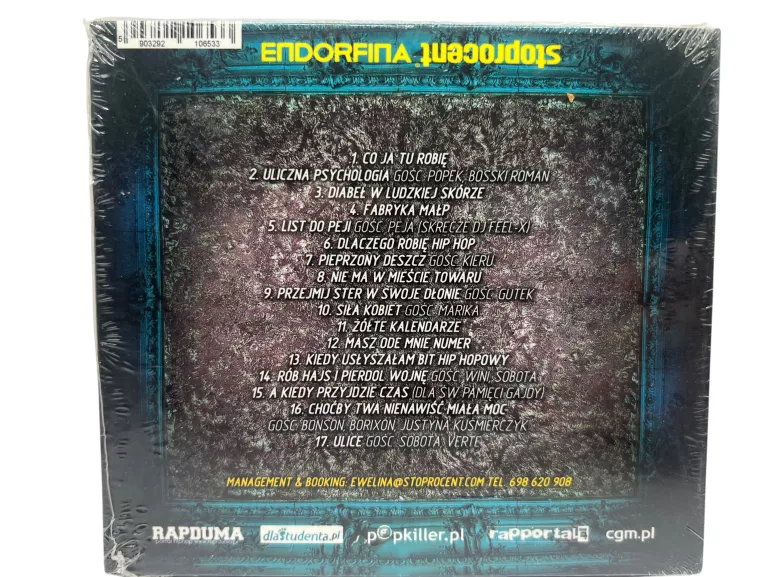 5 903292 106533
ENDORFINA stoprocent
1. CO JA TU ROBIĘ
2. ULICZNA PSYCHOLOGIA GOŚĆ: POPEK, BOSSKI ROMAN
3. DIABEŁ W LUDZKIEJ SKÓRZE
4. FABRYKA MAŁP
5. LIST DO PEJI GOŚĆ: PEJA (SKRECZE DJ FEEL-X)
6. DLACZEGO ROBIĘ HIP HOP
7. PIEPRZONY DESZCZ GOŚĆ: KIERU
8. NIE MA W MIEŚCIE TOWARU
9. PRZEJMIJ STER W SWOJE DŁONIE GOŚĆ: GUTEK
10. SIŁA KOBIET GOŚĆ: MARIKA
11. ŻÓŁTE KALENDARZE
12. MASZ ODE MNIE NUMER
13. KIEDY USŁYSZAŁAM BIT HIP HOPOWY
14. RÓB HAJS I PIERDOL WOJNĘ GOŚĆ: WINI, SOBOTA
15. A KIEDY PRZYJDZIE CZAS (DLA ŚW. PAMIĘCI GAJDY)
16. CHOĆBY TWA NIENAWIŚĆ MIAŁA MOC
GOŚĆ: BONSON, BORIXON, JUSTYNA KUŚMIERCZYK
17. ULICE GOŚĆ: SOBOTA, VERTE
MANAGEMENT & BOOKING: EWELINA@STOPROCENT.COM TEL. 698 620 908
RAPDUMA dlaStudenta.pl popkiller.pl raPPortal cgm.pl